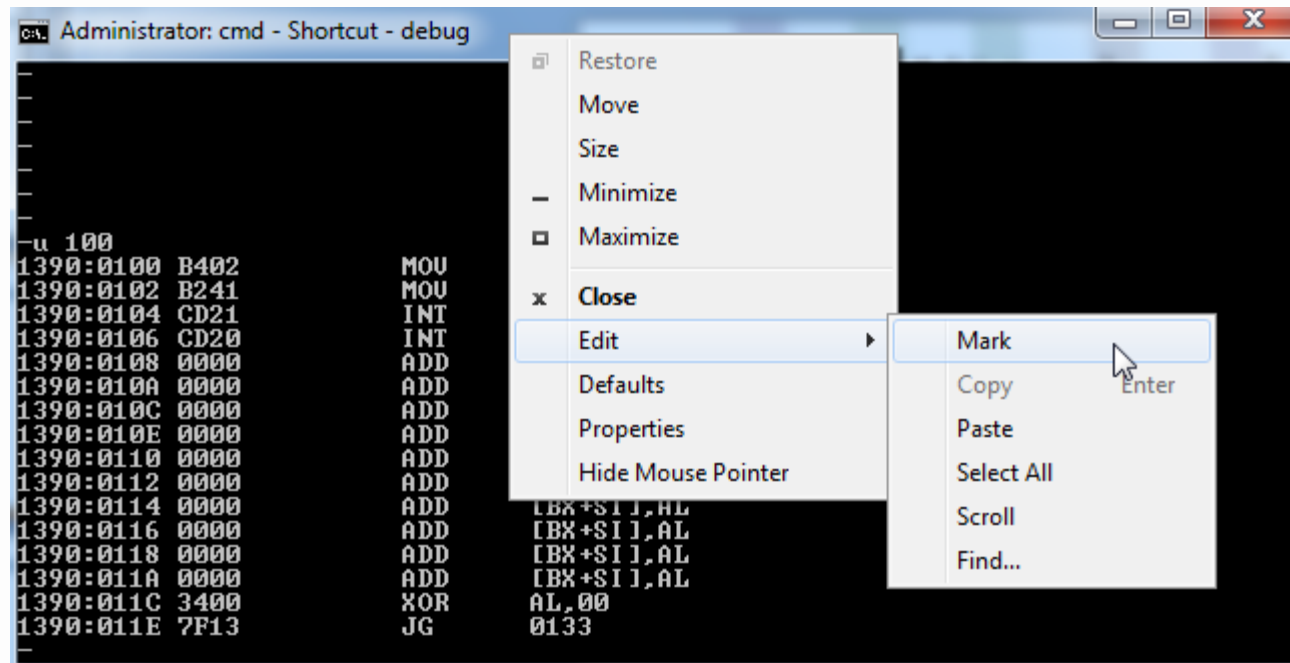 Administrator: cmd - Shortcut - debug
-
-
-
-
-
-
-
-u 100
1390:0100 B402 MOV
1390:0102 B241 MOV
1390:0104 CD21 INT
1390:0106 CD20 INT
1390:0108 0000 ADD
1390:010A 0000 ADD
1390:010C 0000 ADD
1390:010E 0000 ADD
1390:0110 0000 ADD
1390:0112 0000 ADD
1390:0114 0000 ADD [BX+SI],AL
1390:0116 0000 ADD [BX+SI],AL
1390:0118 0000 ADD [BX+SI],AL
1390:011A 0000 ADD [BX+SI],AL
1390:011C 3400 XOR AL,00
1390:011E 7F13 JG 0133
-
Restore
Move
Size
Minimize
Maximize
Close
Edit
Defaults
Properties
Hide Mouse Pointer
Mark
Copy Enter
Paste
Select All
Scroll
Find...